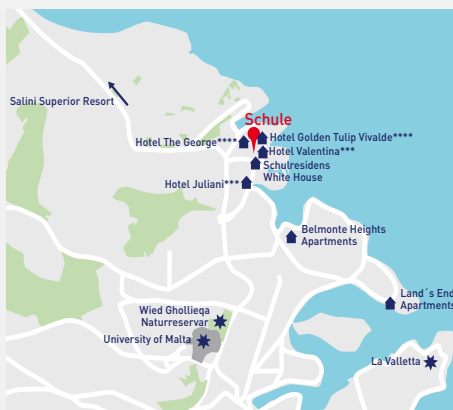 Salini Superior Resort
Schule
Hotel The George****
Hotel Golden Tulip Vivalde****
Hotel Valentina***
Schulresidens
White House
Hotel Juliani***
Belmonte Heights
Apartments
Land´s End
Apartments
Wied Ghollieqa
Naturreservar
University of Malta
La Valletta